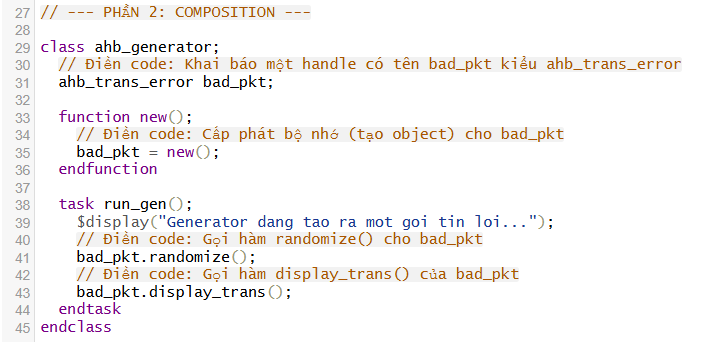 27 // --- PHẦN 2: COMPOSITION ---
28
29 class ahb_generator;
30   // Điền code: Khai báo một handle có tên bad_pkt kiểu ahb_trans_error
31   ahb_trans_error bad_pkt;
32
33   function new();
34     // Điền code: Cấp phát bộ nhớ (tạo object) cho bad_pkt
35     bad_pkt = new();
36   endfunction
37
38   task run_gen();
39     $display("Generator dang tao ra mot goi tin loi...");
40     // Điền code: Gọi hàm randomize() cho bad_pkt
41     bad_pkt.randomize();
42     // Điền code: Gọi hàm display_trans() của bad_pkt
43     bad_pkt.display_trans();
44   endtask
45 endclass